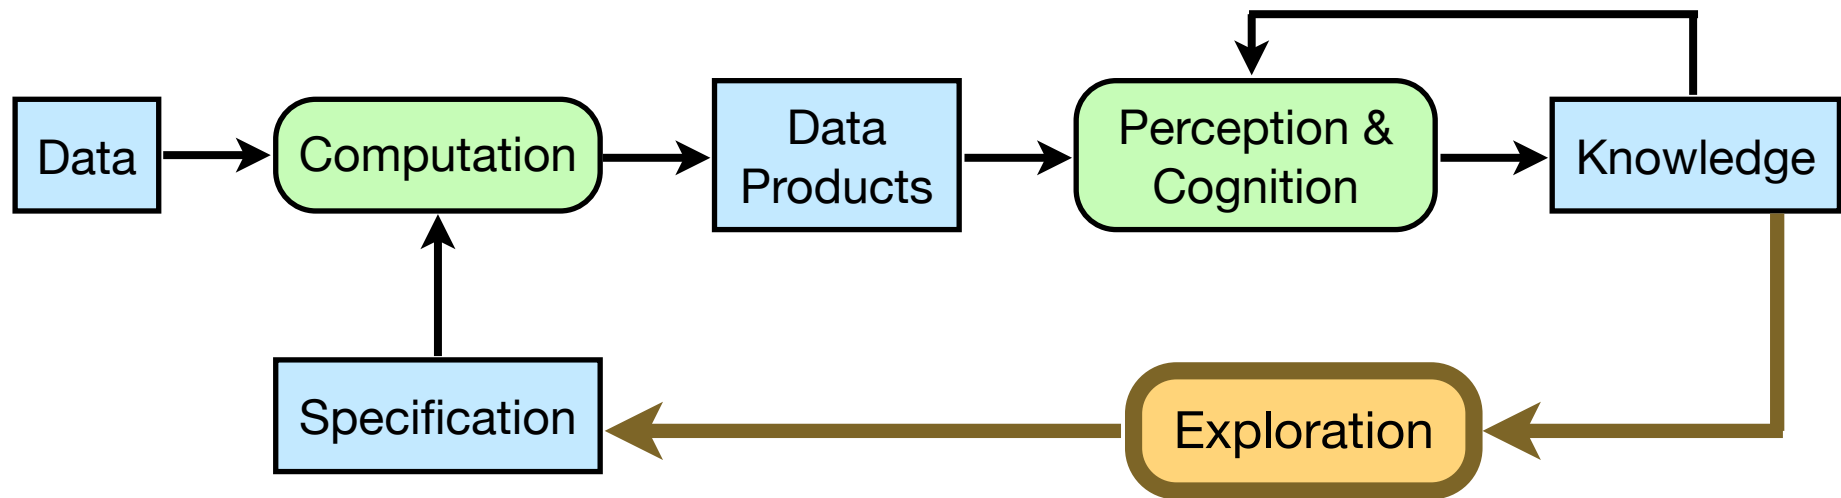 Data
Computation
Data
Products
Perception &
Cognition
Knowledge
Specification
Exploration